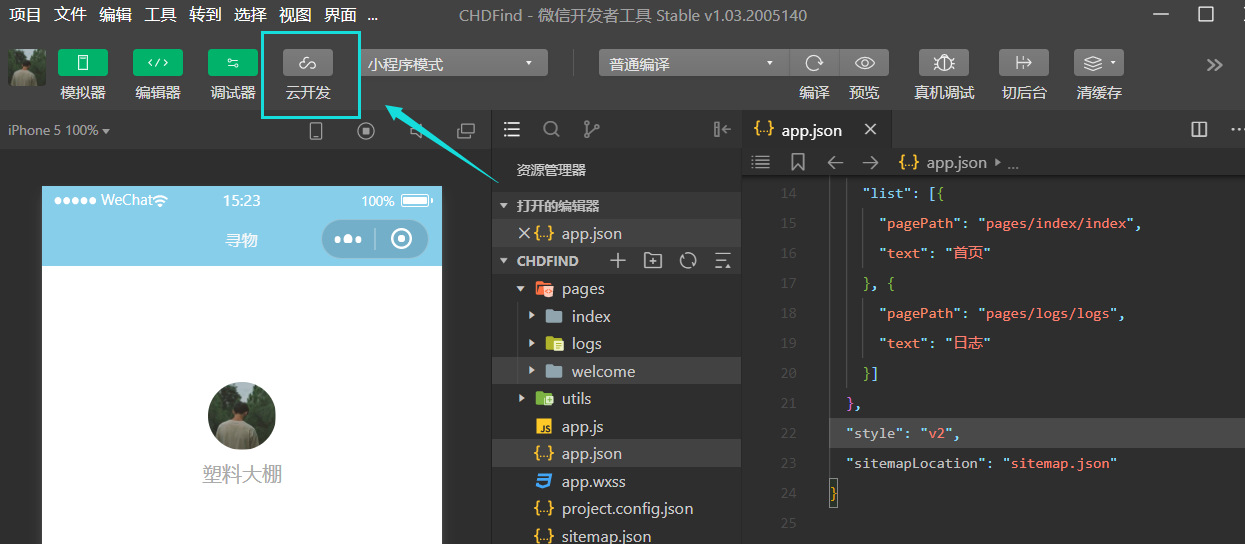 项目 文件 编辑 工具 转到 选择 视图 界面 ...
CHDFind - 微信开发者工具 Stable v1.03.2005140
小程序模式
普通编译
模拟器 编辑器 调试器 云开发
编译 预览 真机调试 切后台 清缓存
iPhone 5 100%
WeChat 15:23 100%
寻物
塑料大棚
资源管理器
打开的编辑器
app.json
CHDFIND
pages
index
logs
welcome
utils
app.js
app.json
app.wxss
project.config.json
sitemap.json
app.json
app.json ...
14 "list": [{
15 "pagePath": "pages/index/index",
16 "text": "首页"
17 }, {
18 "pagePath": "pages/logs/logs",
19 "text": "日志"
20 }]
21 },
22 "style": "v2",
23 "sitemapLocation": "sitemap.json"
24 }
25